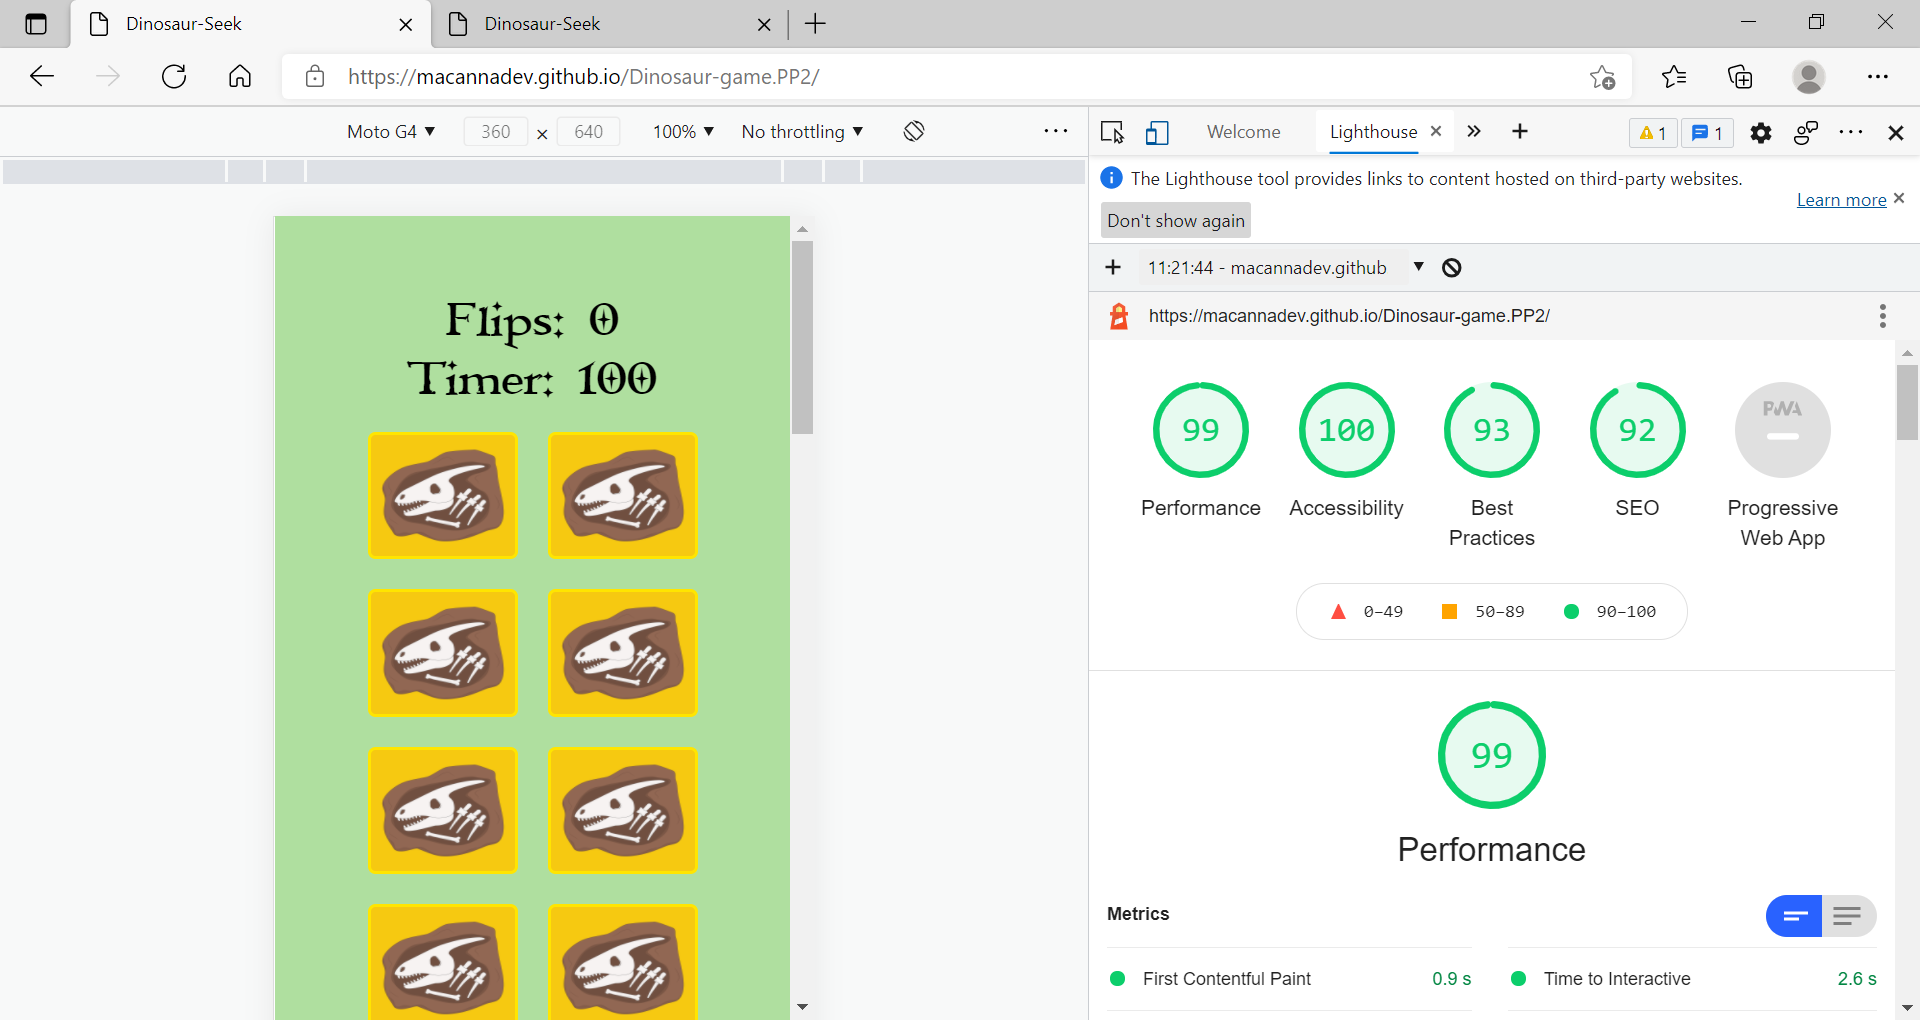 Dinosaur-Seek
Dinosaur-Seek
https://macannadev.github.io/Dinosaur-game.PP2/
Moto G4 360 × 640 100% No throttling
Welcome Lighthouse 1 1
The Lighthouse tool provides links to content hosted on third-party websites.
Learn more
Don't show again
11:21:44 - macannadev.github
https://macannadev.github.io/Dinosaur-game.PP2/
Flips: 0
Timer: 100
99 100 93 92 PWA
Performance Accessibility Best Practices SEO Progressive Web App
0–49 50–89 90–100
99
Performance
Metrics
First Contentful Paint 0.9 s Time to Interactive 2.6 s